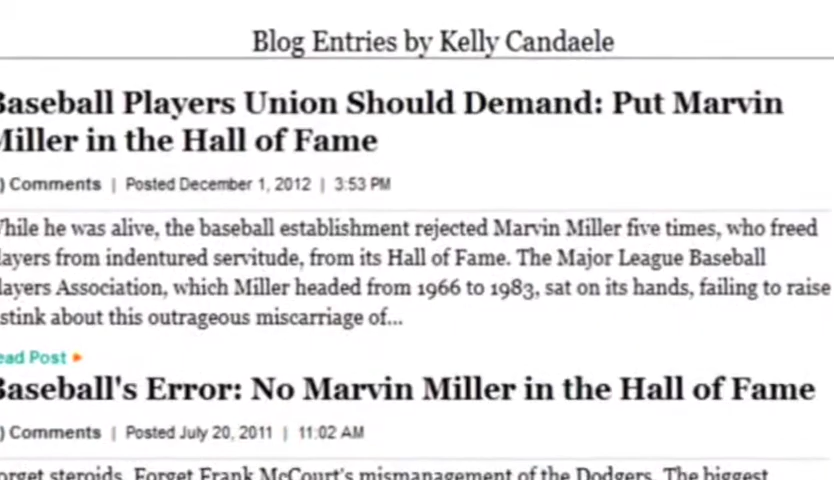 Blog Entries by Kelly Candaele
Baseball Players Union Should Demand: Put Marvin
Miller in the Hall of Fame
) Comments | Posted December 1, 2012 | 3:53 PM
While he was alive, the baseball establishment rejected Marvin Miller five times, who freed
layers from indentured servitude, from its Hall of Fame. The Major League Baseball
layers Association, which Miller headed from 1966 to 1983, sat on its hands, failing to raise
stink about this outrageous miscarriage of...
ead Post
Baseball's Error: No Marvin Miller in the Hall of Fame
) Comments | Posted July 20, 2011 | 11:02 AM
orget steroids. Forget Frank McCourt's mismanagement of the Dodgers. The biggest